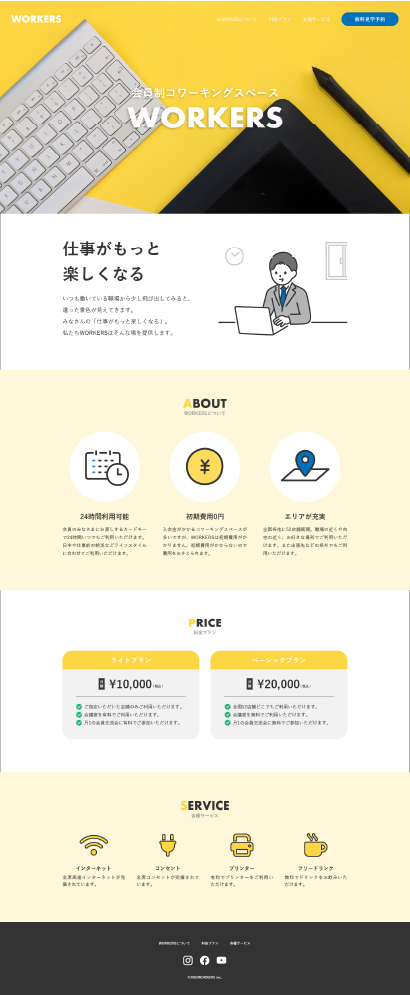 WORKERS
WORKERSについて 料金プラン 各種サービス 無料見学予約
会員制コワーキングスペース
WORKERS
仕事がもっと
楽しくなる
いつも働いている職場から少し飛び出してみると、
違った景色が見えてきます。
みなさんの「仕事がもっと楽しくなる」。
私たちWORKERSはそんな場を提供します。
ABOUT
WORKERSについて
24時間利用可能
会員のみなさまにお渡しするカードキー
で24時間いつでもご利用いただけます。
日中や仕事前の朝活などライフスタイル
に合わせてご利用いただけます。
初期費用0円
入会金がかかるコワーキングスペースが
多いですが、WORKERSは初期費用がか
かりません。初期費用がかからないので
費用をおさえられます。
エリアが充実
全国各地に52店舗展開。職場の近くや自
宅の近く、お好きな場所でご利用いただ
けます。また出張先などの県外でもご利
用いただけます。
PRICE
料金プラン
ライトプラン
月額 ¥10,000(税込)
ご指定いただいた店舗のみご利用いただけます。
会議室を有料でご利用いただけます。
月1の会員交流会に有料でご参加いただけます。
ベーシックプラン
月額 ¥20,000(税込)
全国52店舗どこでもご利用いただけます。
会議室を無料でご利用いただけます。
月1の会員交流会に無料でご参加いただけます。
SERVICE
各種サービス
インターネット
全席高速インターネットが完
備されています。
コンセント
全席コンセントが完備されて
います。
プリンター
有料でプリンターをご利用い
ただけます。
フリードリンク
無料でドリンクをお飲みいた
だけます。
WORKERSについて 料金プラン 各種サービス